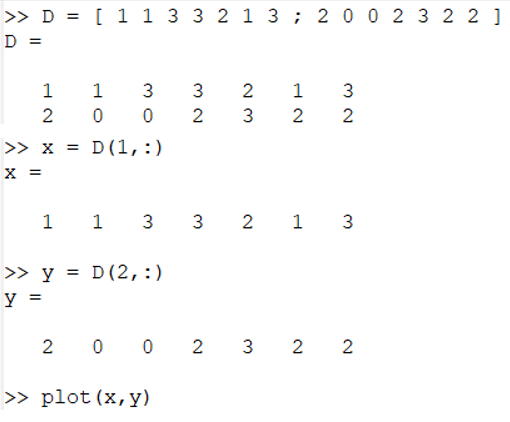 >> D = [ 1 1 3 3 2 1 3 ; 2 0 0 2 3 2 2 ]
D =
1 1 3 3 2 1 3
2 0 0 2 3 2 2
>> x = D(1,:)
x =
1 1 3 3 2 1 3
>> y = D(2,:)
y =
2 0 0 2 3 2 2
>> plot(x,y)